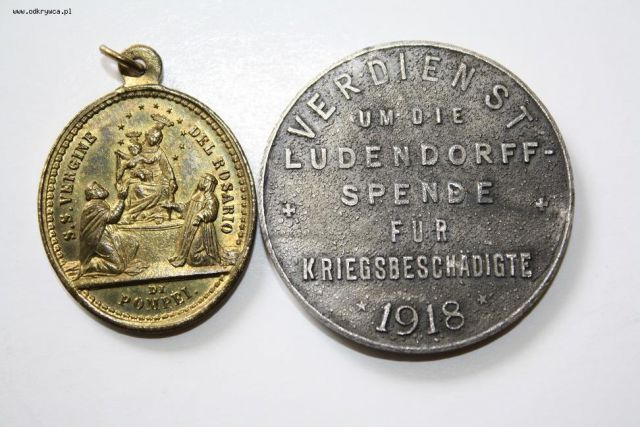 www.odkrywca.pl
S.S. VERGINE DEL ROSARIO
DI
POMPEI.
VERDIENST
UM DIE
LUDENDORFF-
SPENDE
FÜR
KRIEGSBESCHÄDIGTE
1918